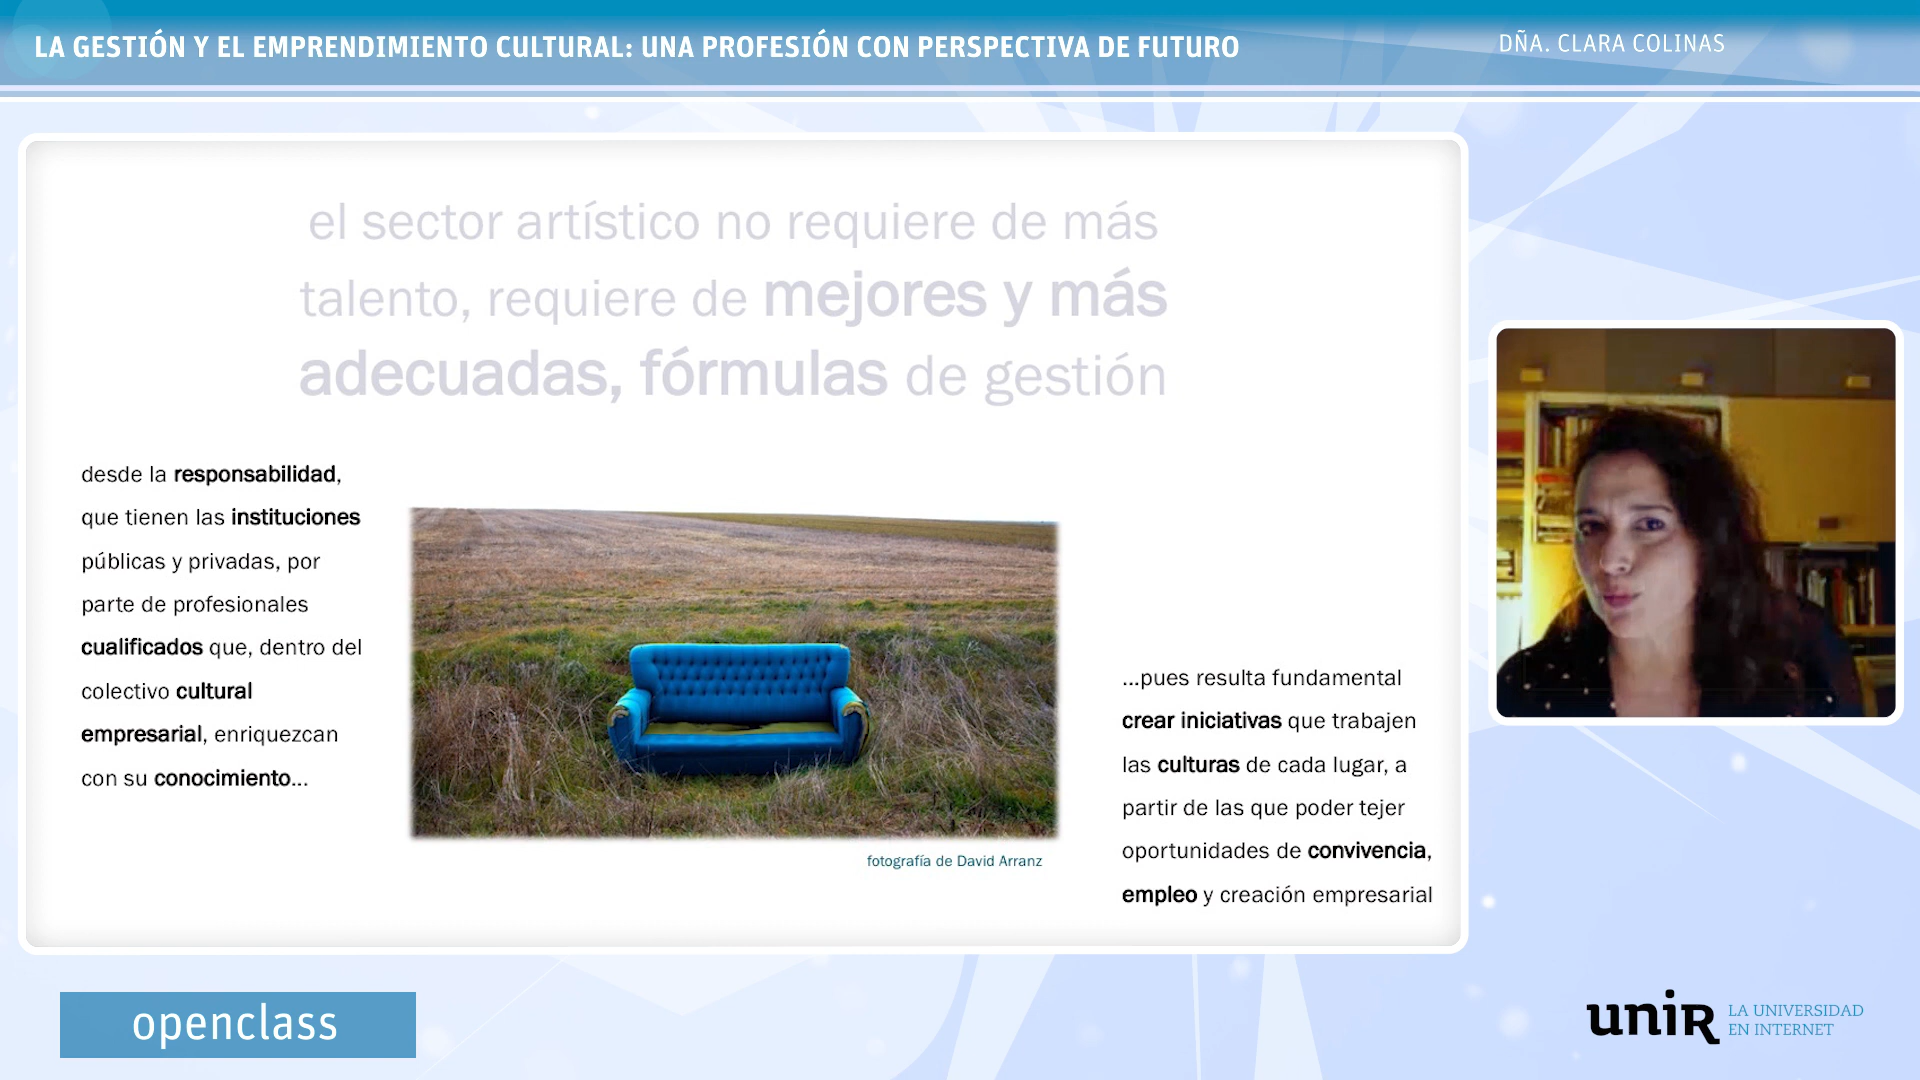 LA GESTIÓN Y EL EMPRENDIMIENTO CULTURAL: UNA PROFESIÓN CON PERSPECTIVA DE FUTURO
DÑA. CLARA COLINAS
el sector artístico no requiere de más
talento, requiere de mejores y más
adecuadas, fórmulas de gestión
desde la responsabilidad,
que tienen las instituciones
públicas y privadas, por
parte de profesionales
cualificados que, dentro del
colectivo cultural
empresarial, enriquezcan
con su conocimiento...
fotografía de David Arranz
...pues resulta fundamental
crear iniciativas que trabajen
las culturas de cada lugar, a
partir de las que poder tejer
oportunidades de convivencia,
empleo y creación empresarial
openclass
unir
LA UNIVERSIDAD
EN INTERNET